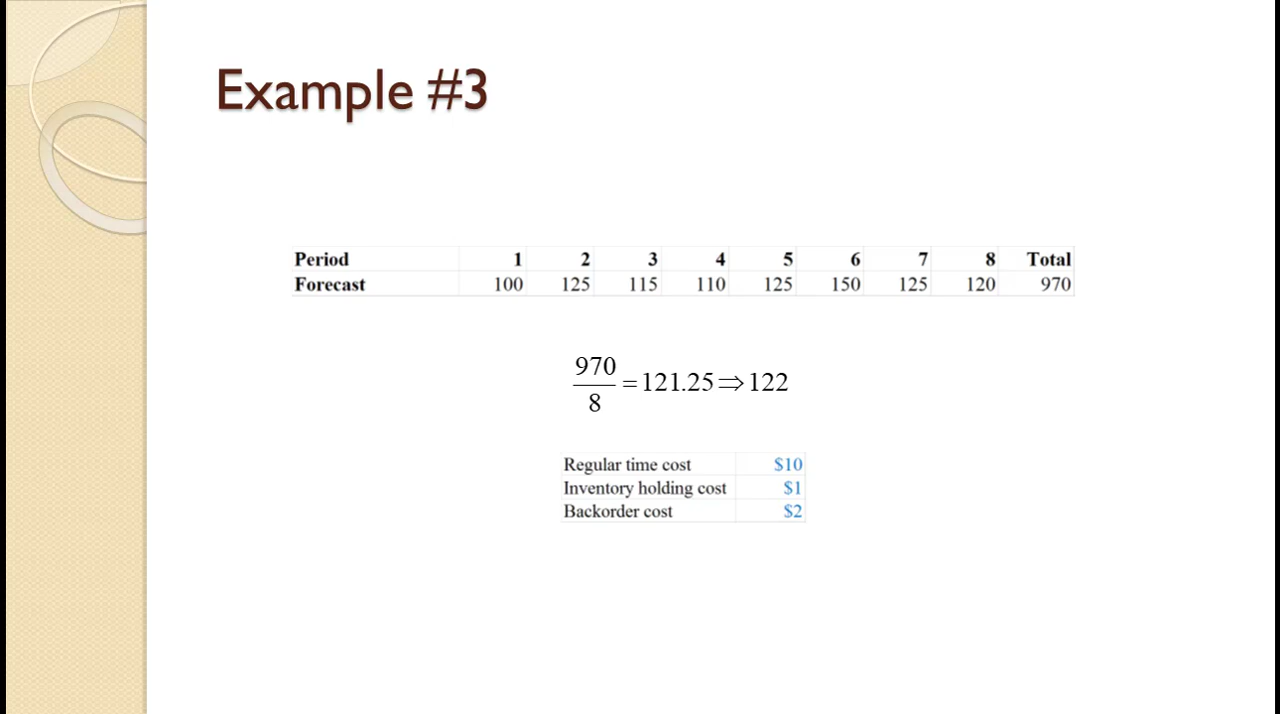 Example #3
Period 1 2 3 4 5 6 7 8 Total
Forecast 100 125 115 110 125 150 125 120 970
970/8 = 121.25 ⇒ 122
Regular time cost $10
Inventory holding cost $1
Backorder cost $2